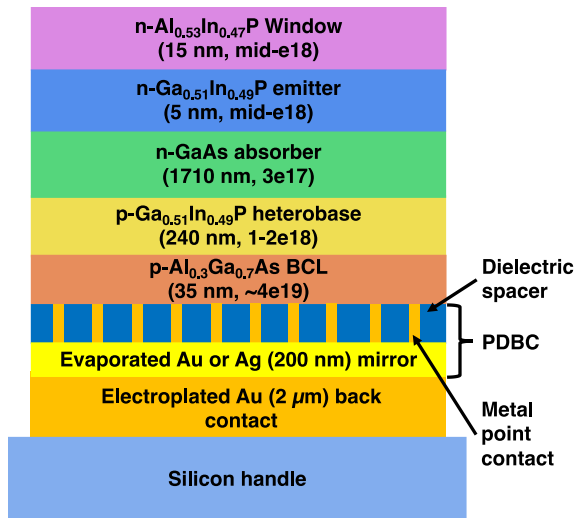 n-Al0.53In0.47P Window
(15 nm, mid-e18)
n-Ga0.51In0.49P emitter
(5 nm, mid-e18)
n-GaAs absorber
(1710 nm, 3e17)
p-Ga0.51In0.49P heterobase
(240 nm, 1-2e18)
p-Al0.3Ga0.7As BCL
(35 nm, ~4e19)
Dielectric
spacer
PDBC
Evaporated Au or Ag (200 nm) mirror
Electroplated Au (2 µm) back
contact
Metal
point
contact
Silicon handle